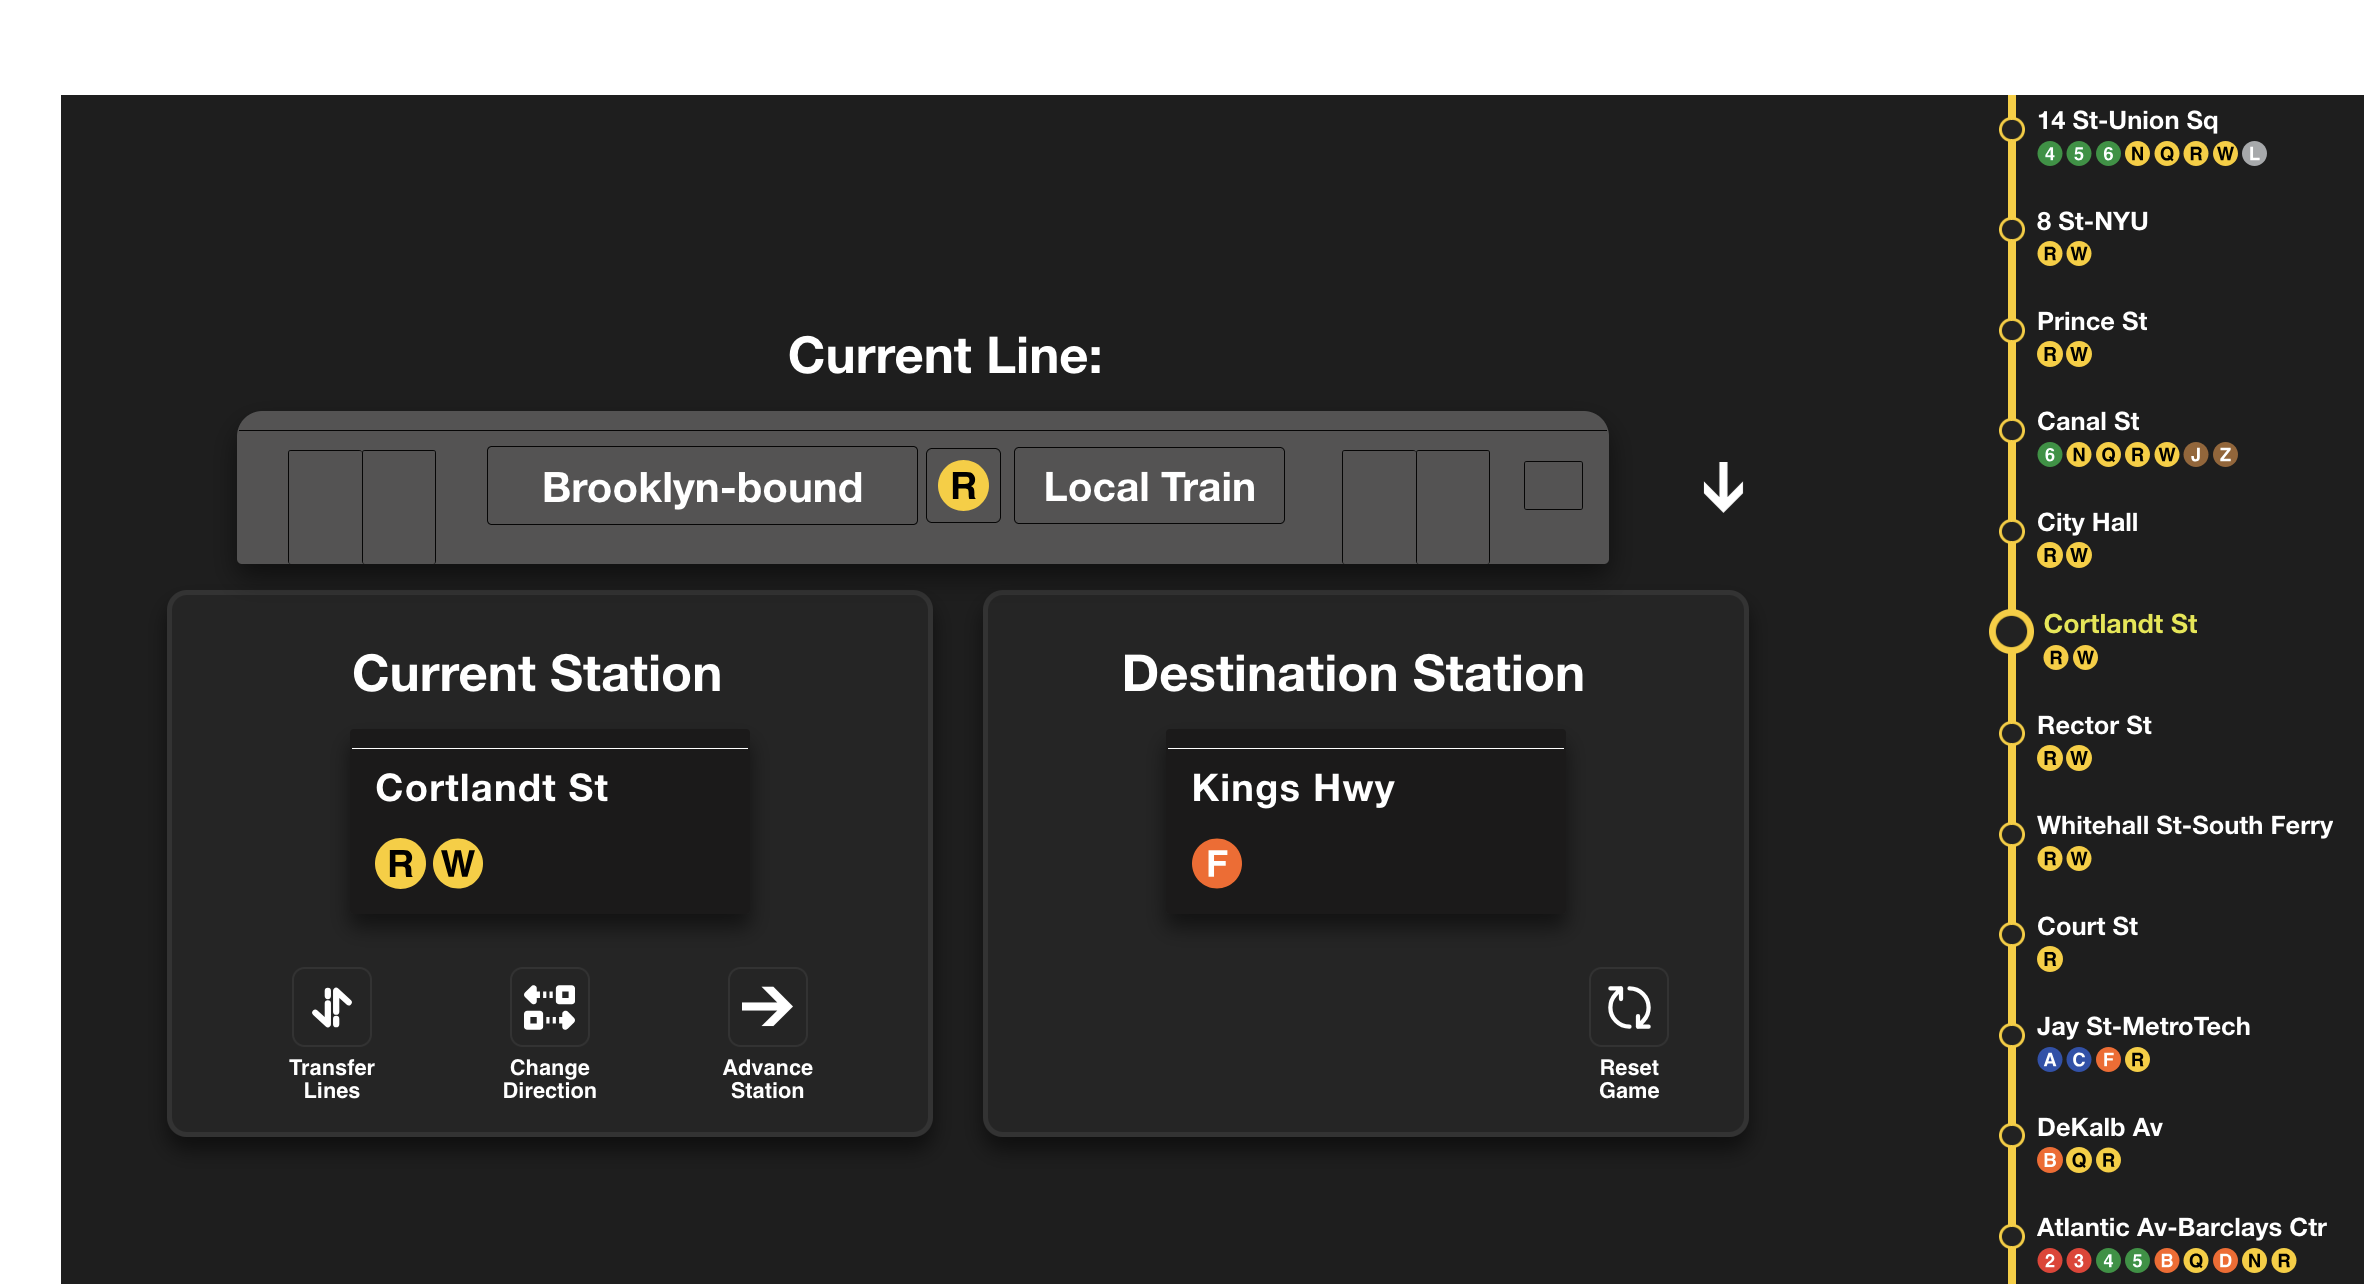 Current Line:
Brooklyn-bound R Local Train
Current Station
Cortlandt St
R W
Transfer Lines
Change Direction
Advance Station
Destination Station
Kings Hwy
F
Reset Game
14 St-Union Sq
4 5 6 N Q R W L
8 St-NYU
R W
Prince St
R W
Canal St
6 N Q R W J Z
City Hall
R W
Cortlandt St
R W
Rector St
R W
Whitehall St-South Ferry
R W
Court St
R
Jay St-MetroTech
A C F R
DeKalb Av
B Q R
Atlantic Av-Barclays Ctr
2 3 4 5 B Q D N R